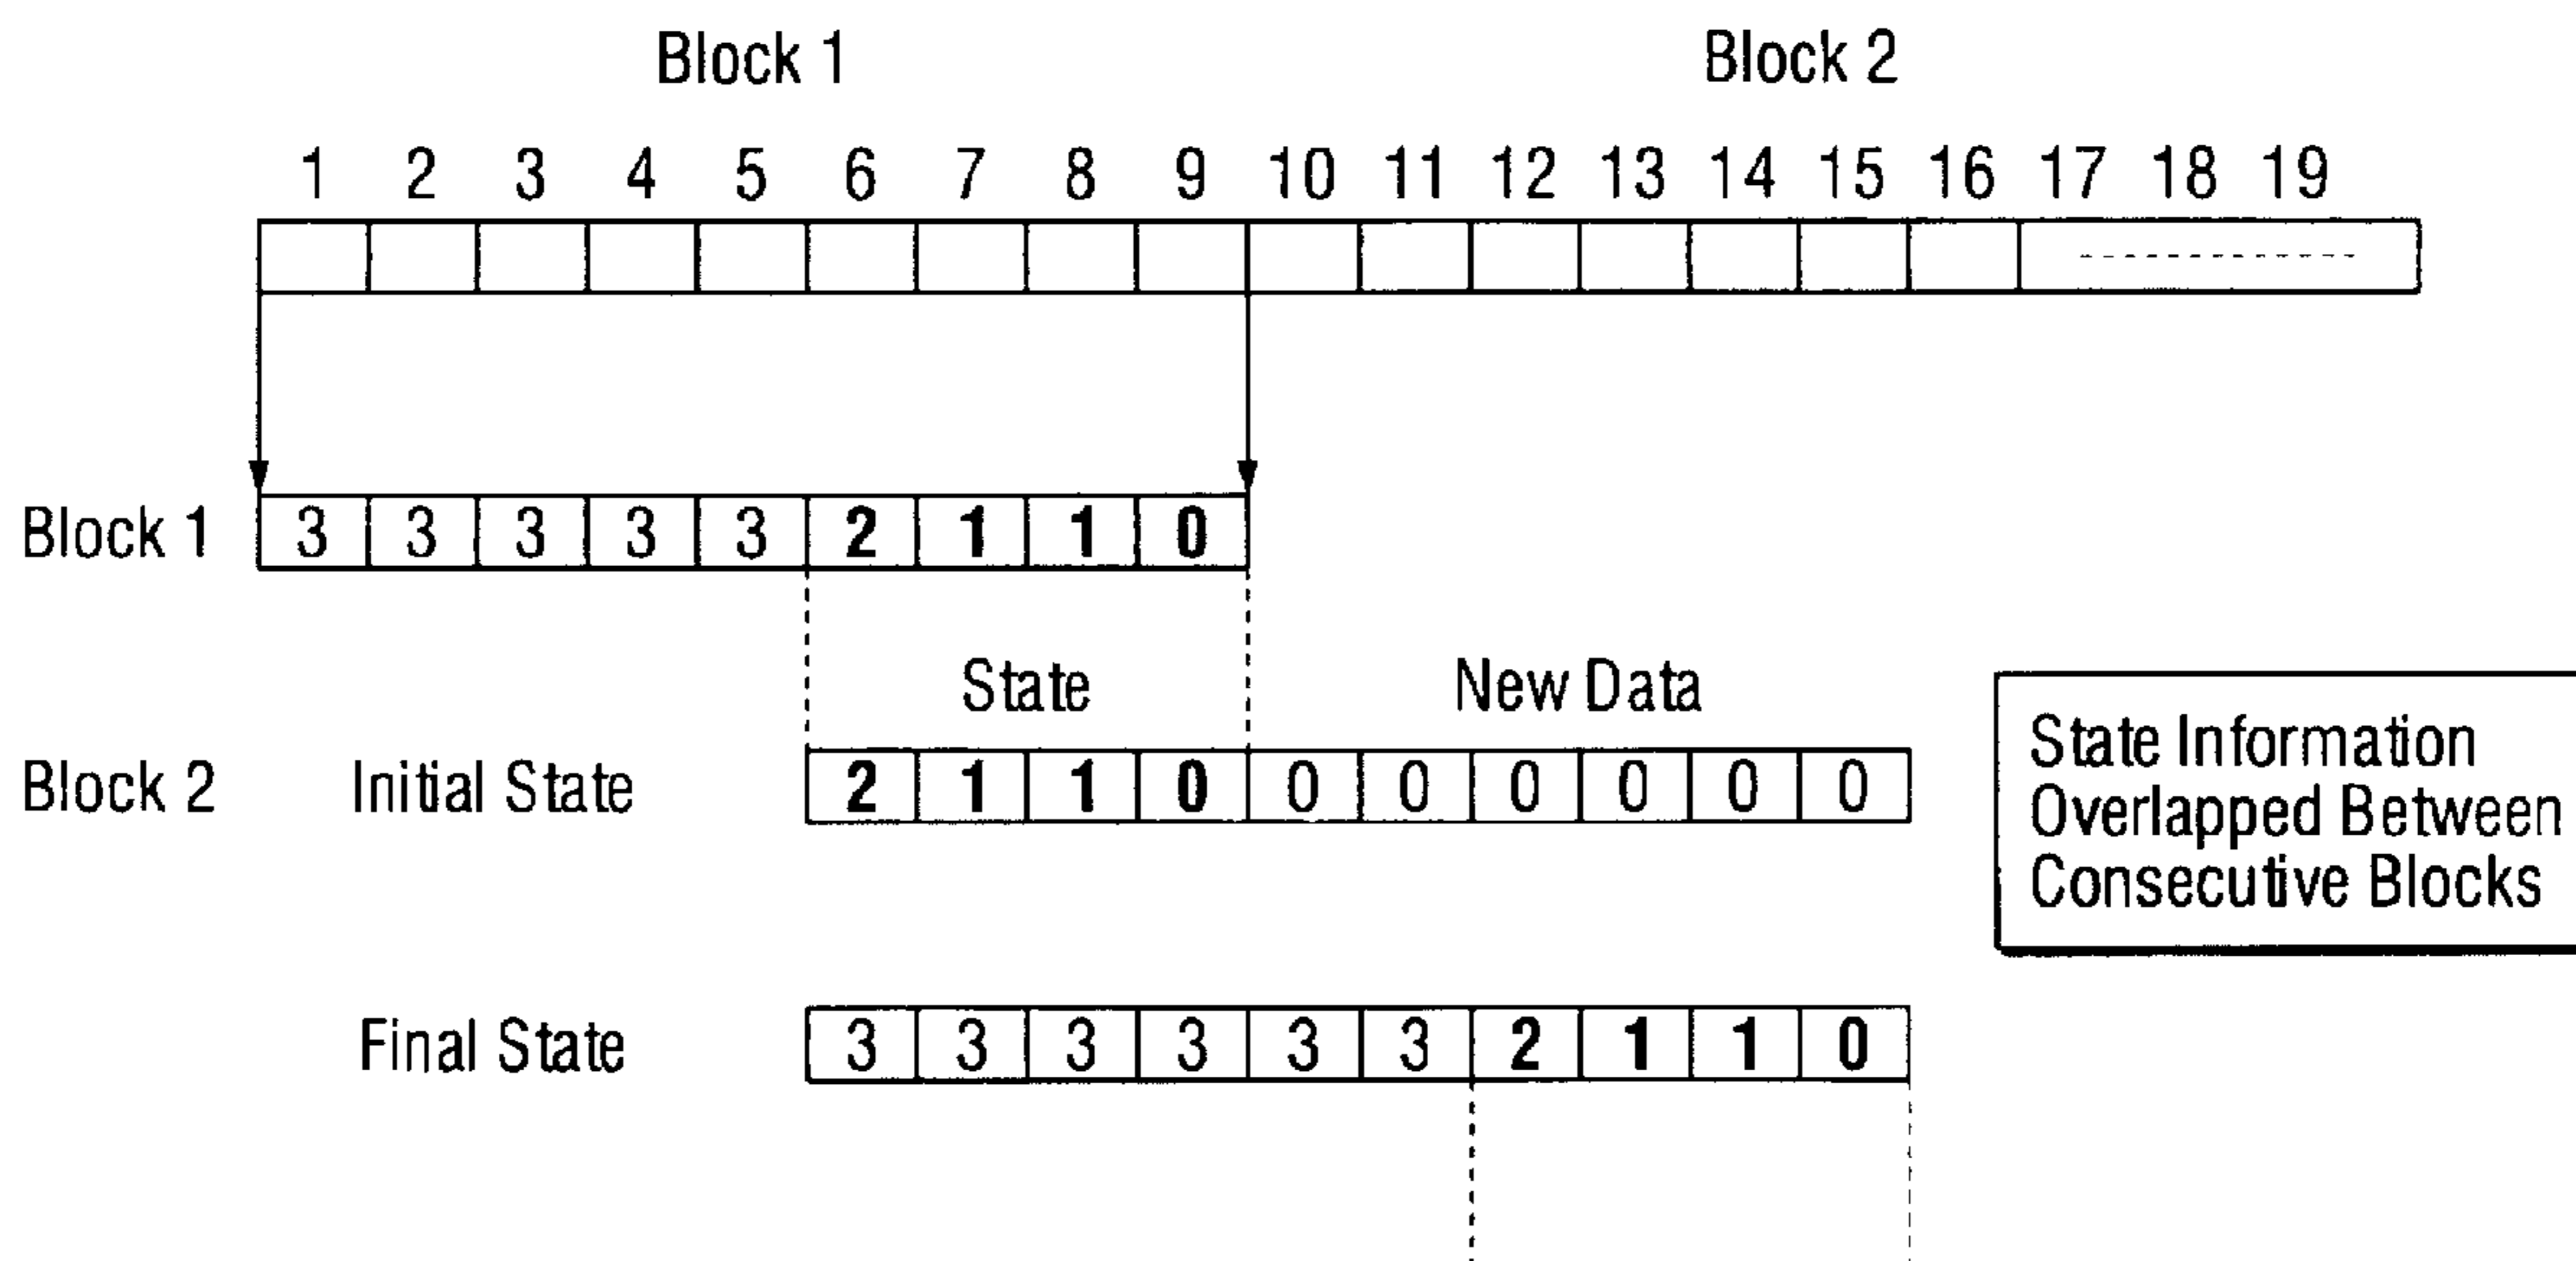 Block 1 Block 2
1 2 3 4 5 6 7 8 9 10 11 12 13 14 15 16 17 18 19
Block 1 3 3 3 3 3 2 1 1 0
State New Data
Block 2 Initial State 2 1 1 0 0 0 0 0 0 0
State Information
Overlapped Between
Consecutive Blocks
Final State 3 3 3 3 3 3 2 1 1 0